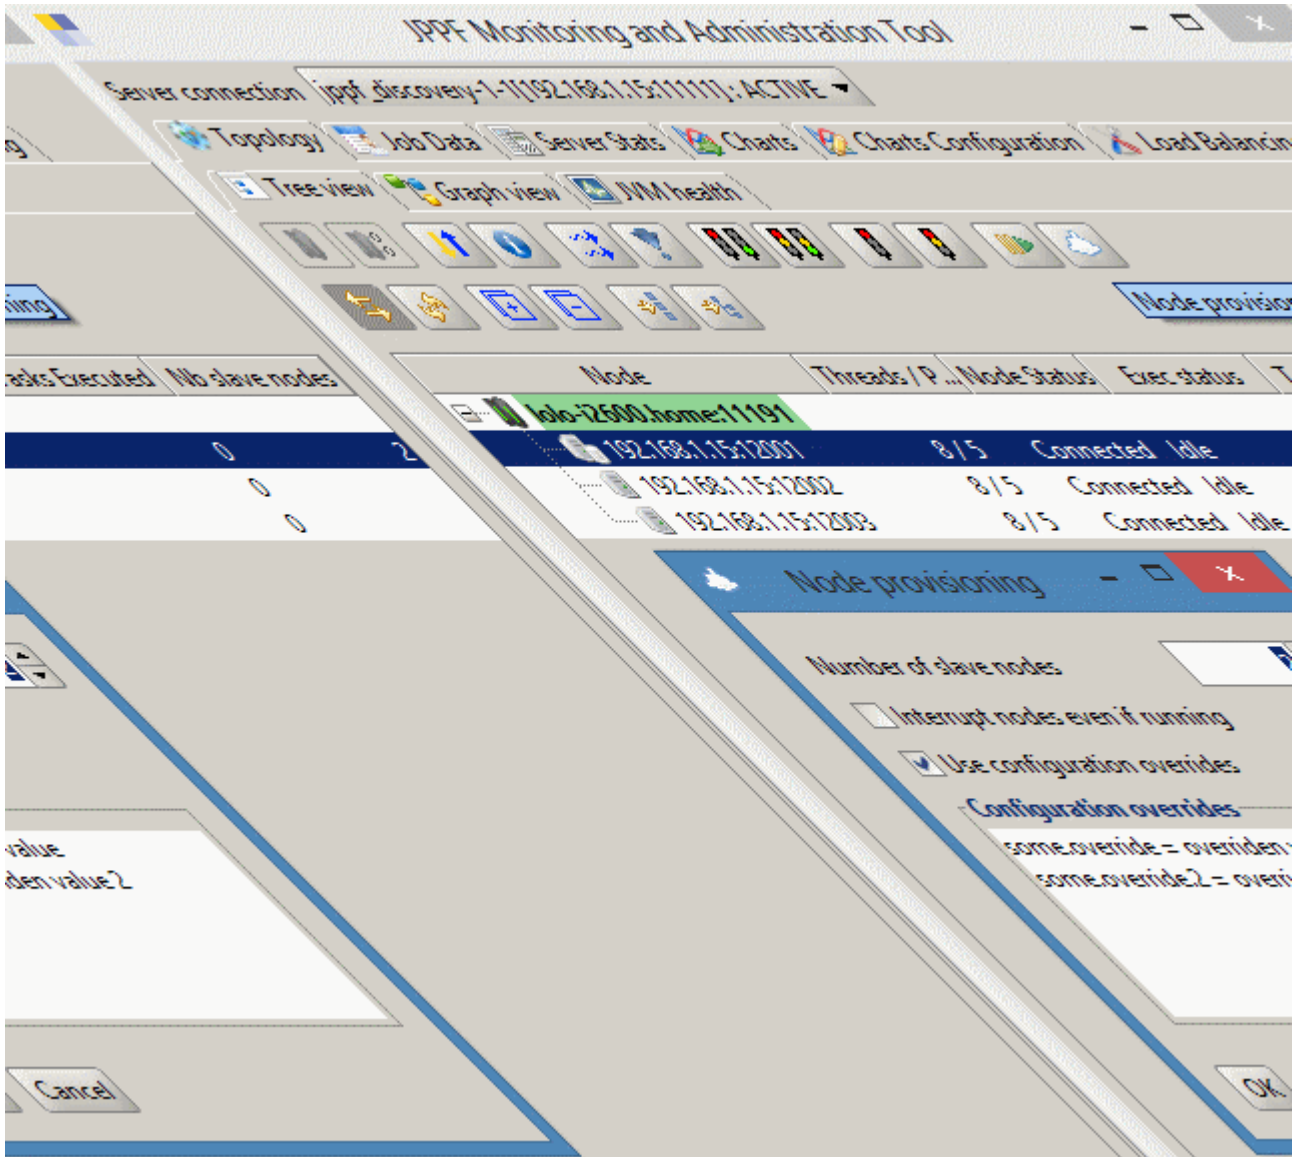 JPPF Monitoring and Administration Tool
Server connection jppf_discovery-1-1[192.168.1.15:11111] : ACTIVE
g Topology Job Data Server Stats Charts Charts Configuration Load Balancin
Tree view Graph view JVM health
ning Node provision
asks Executed Nb slave nodes Node Threads / P ... Node Status Exec status T
lolo-i2600.home:11191
0 2 192.168.1.15:12001 8 / 5 Connected Idle
0 192.168.1.15:12002 8 / 5 Connected Idle
0 192.168.1.15:12003 8 / 5 Connected Idle
Node provisioning
Number of slave nodes
Interrupt nodes even if running
Use configuration overrides
Configuration overrides
value some.override = overriden
den value2 some.override2 = overri
Cancel OK